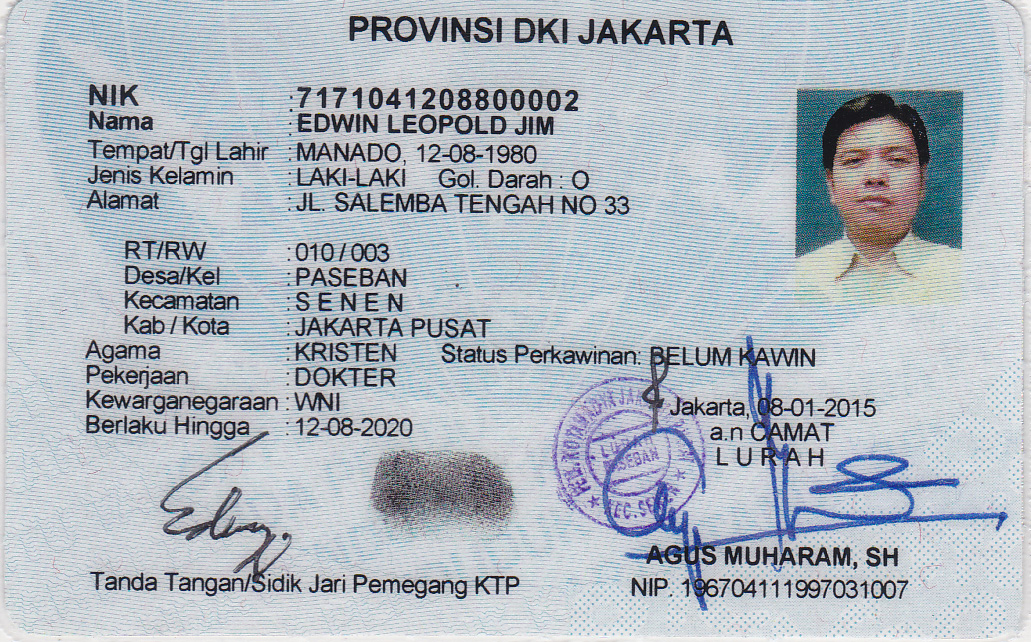 PROVINSI DKI JAKARTA
NIK : 7171041208800002
Nama : EDWIN LEOPOLD JIM
Tempat/Tgl Lahir : MANADO, 12-08-1980
Jenis Kelamin : LAKI-LAKI Gol. Darah : O
Alamat : JL. SALEMBA TENGAH NO 33
RT/RW : 010 / 003
Desa/Kel : PASEBAN
Kecamatan : S E N E N
Kab / Kota : JAKARTA PUSAT
Agama : KRISTEN Status Perkawinan: BELUM KAWIN
Pekerjaan : DOKTER
Kewarganegaraan : WNI
Berlaku Hingga : 12-08-2020
Jakarta, 08-01-2015
a.n CAMAT
L U R A H
PASEBAN
AGUS MUHARAM, SH
Tanda Tangan/Sidik Jari Pemegang KTP
NIP. 196704111997031007